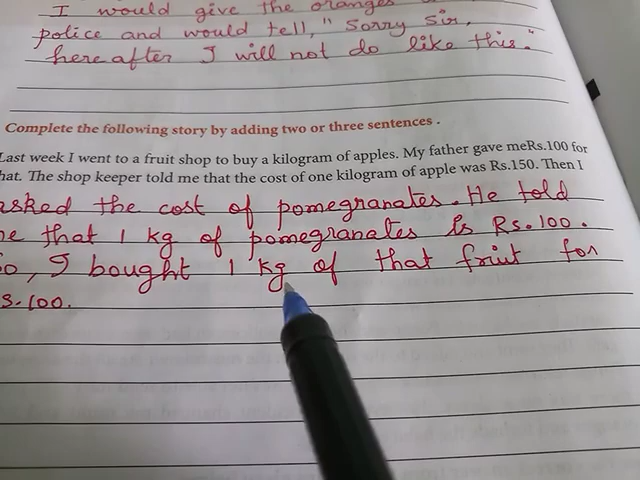 I would give the oranges
police and would tell, "Sorry Sir,
here after I will not do like this."
Complete the following story by adding two or three sentences .
Last week I went to a fruit shop to buy a kilogram of apples. My father gave meRs.100 for
hat. The shop keeper told me that the cost of one kilogram of apple was Rs.150. Then I
asked the cost of pomegranates. He told
me that 1 kg of pomegranates is Rs.100.
So, I bought 1 kg of that friut for
s.100.